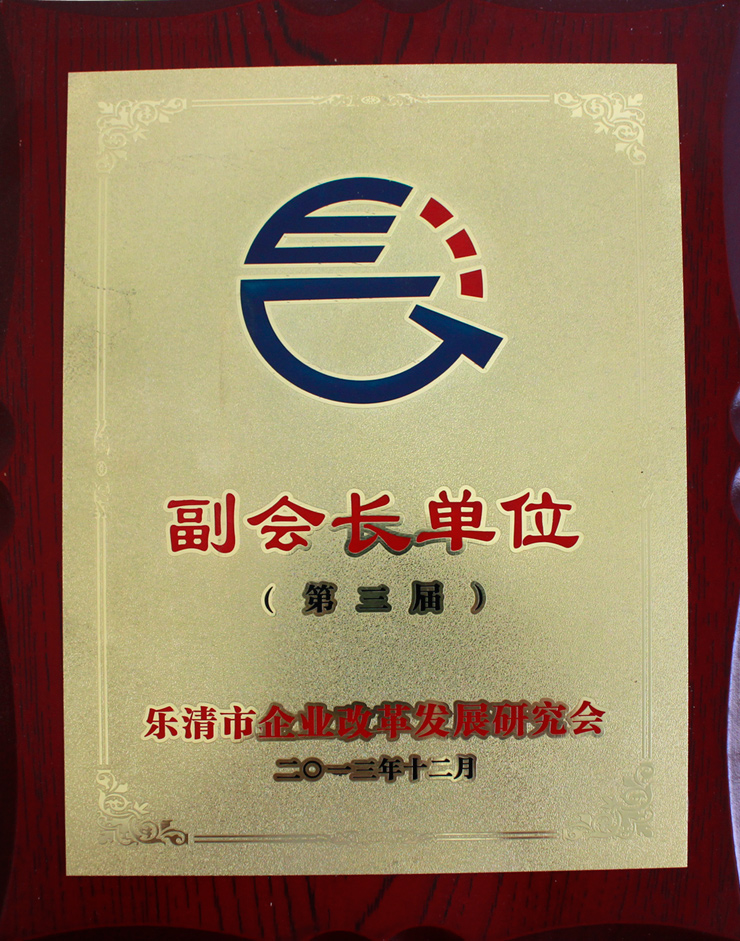 副会长单位
（第三届）
乐清市企业改革发展研究会
二〇一三年十二月